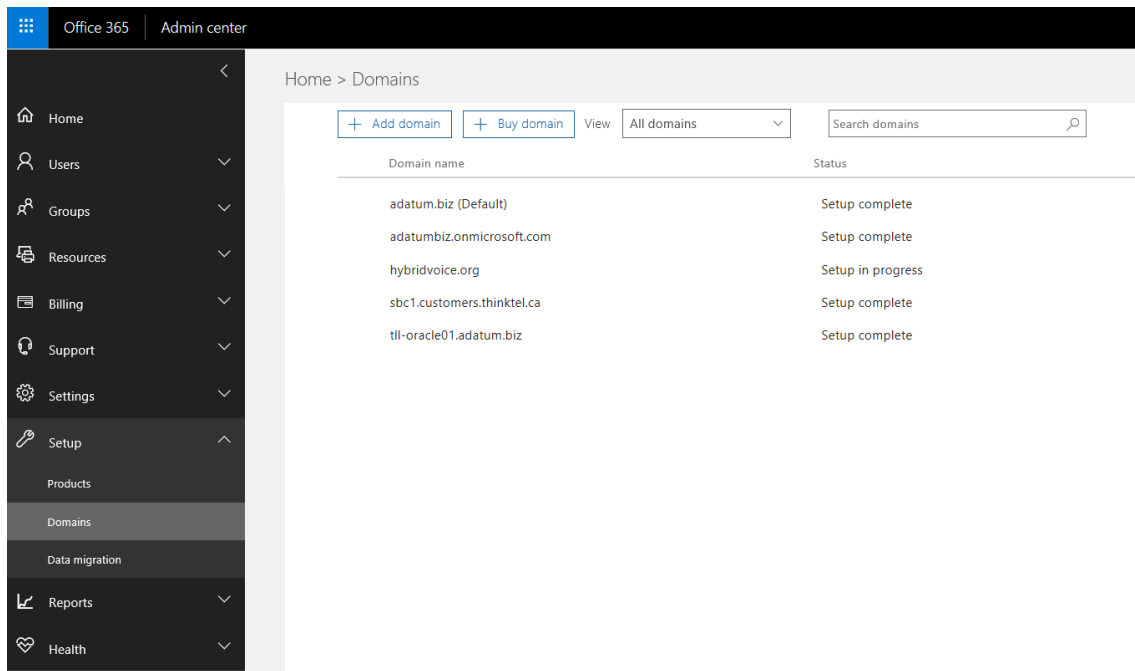 Office 365 Admin center
Home > Domains
Home
Users
Groups
Resources
Billing
Support
Settings
Setup
Products
Domains
Data migration
Reports
Health
Add domain Buy domain View All domains Search domains
Domain name Status
adatum.biz (Default) Setup complete
adatumbiz.onmicrosoft.com Setup complete
hybridvoice.org Setup in progress
sbc1.customers.thinktel.ca Setup complete
tll-oracle01.adatum.biz Setup complete